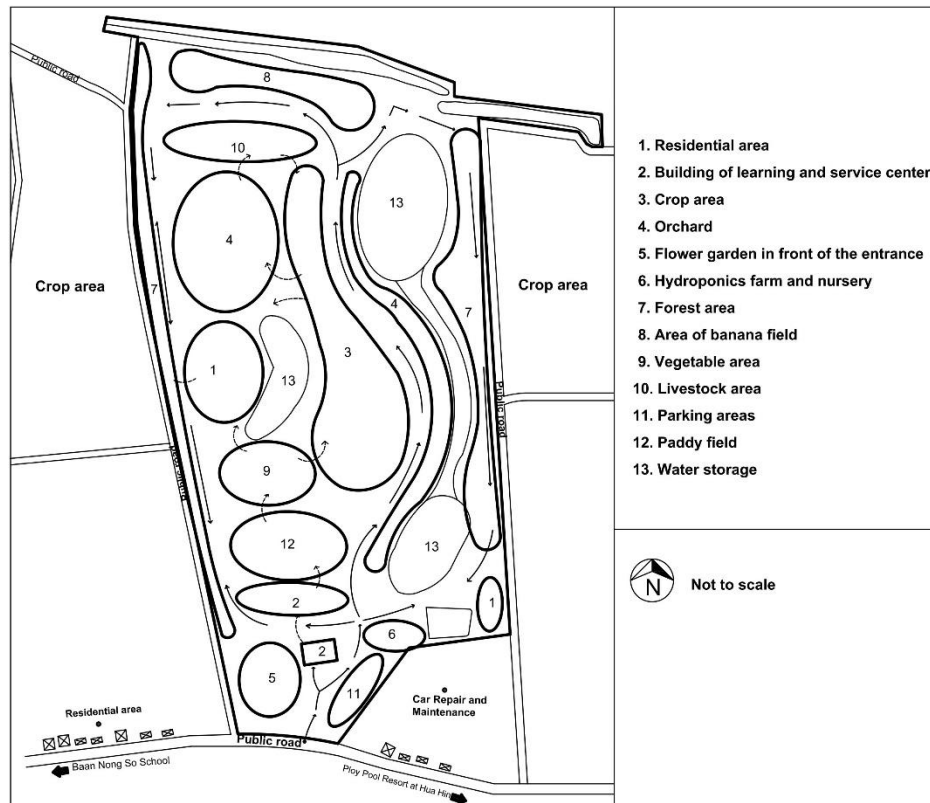 Public road
8
10
13
4
Crop area
7
4
7
Crop area
3
1
13
Public road
Public road
9
12
13
2
1
6
2
5
11
Car Repair and
Maintenance
Residential area
Public road
Baan Nong So School
Ploy Pool Resort at Hua Hin
1. Residential area
2. Building of learning and service center
3. Crop area
4. Orchard
5. Flower garden in front of the entrance
6. Hydroponics farm and nursery
7. Forest area
8. Area of banana field
9. Vegetable area
10. Livestock area
11. Parking areas
12. Paddy field
13. Water storage
N
Not to scale